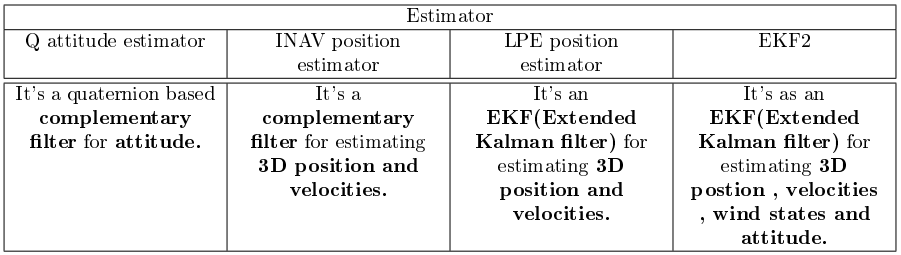 Estimator
Q attitude estimator
INAV position
estimator
LPE position
estimator
EKF2
It's a quaternion based
complementary
filter for attitude.
It's a
complementary
filter for estimating
3D position and
velocities.
It's an
EKF(Extended
Kalman filter) for
estimating 3D
position and
velocities.
It's as an
EKF(Extended
Kalman filter) for
estimating 3D
postion , velocities
, wind states and
attitude.